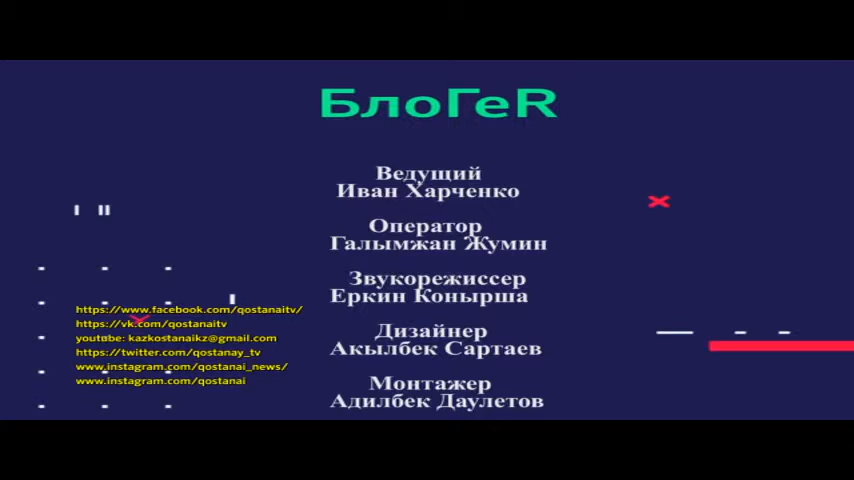 БлоГеR
Ведущий
Иван Харченко
Оператор
Галымжан Жумин
Звукорежиссер
Еркин Конырша
Дизайнер
Акылбек Сартаев
Монтажер
Адилбек Даулетов
https://www.facebook.com/qostanaitv/
https://vk.com/qostanaitv
youtube: kazkostanaikz@gmail.com
https://twitter.com/qostanay_tv
www.instagram.com/qostanai_news/
www.instagram.com/qostanai